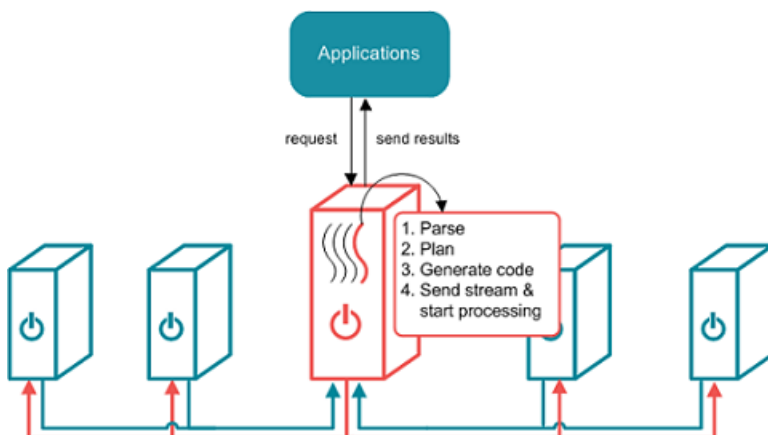 Applications
request
send results
1. Parse
2. Plan
3. Generate code
4. Send stream &
start processing